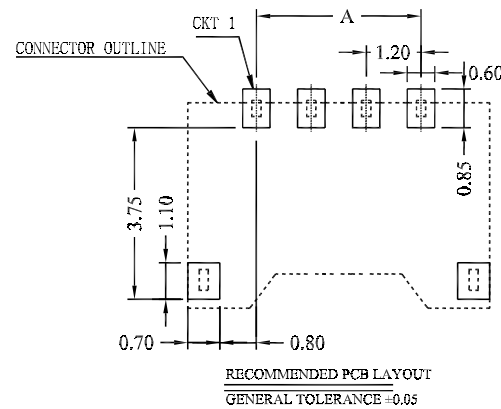 CKT 1
A
CONNECTOR OUTLINE
1.20
0.60
0.85
3.75
1.10
0.70
0.80
RECOMMENDED PCB LAYOUT
GENERAL TOLERANCE ±0.05